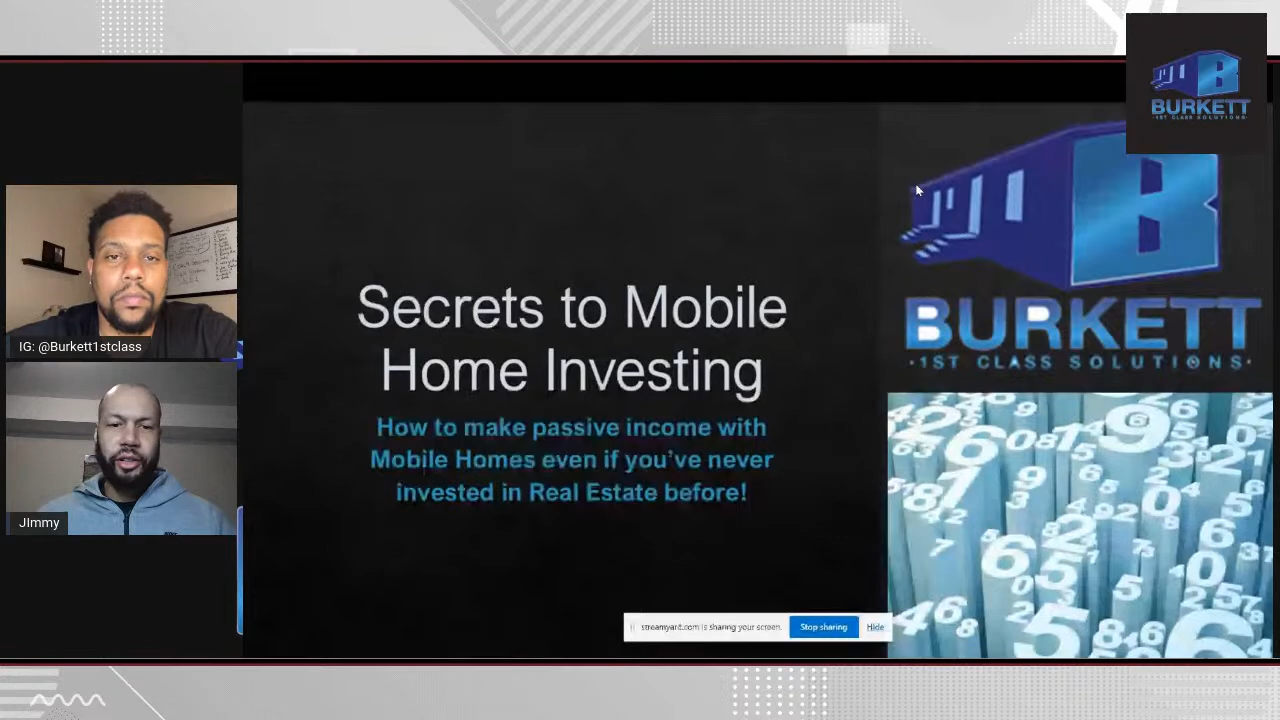 BURKETT
·1ST CLASS SOLUTIONS·
IG: @Burkett1stclass
JImmy
Secrets to Mobile
Home Investing
How to make passive income with
Mobile Homes even if you've never
invested in Real Estate before!
B
BURKETT
·1ST CLASS SOLUTIONS·
streamyard.com is sharing your screen.
Stop sharing
Hide